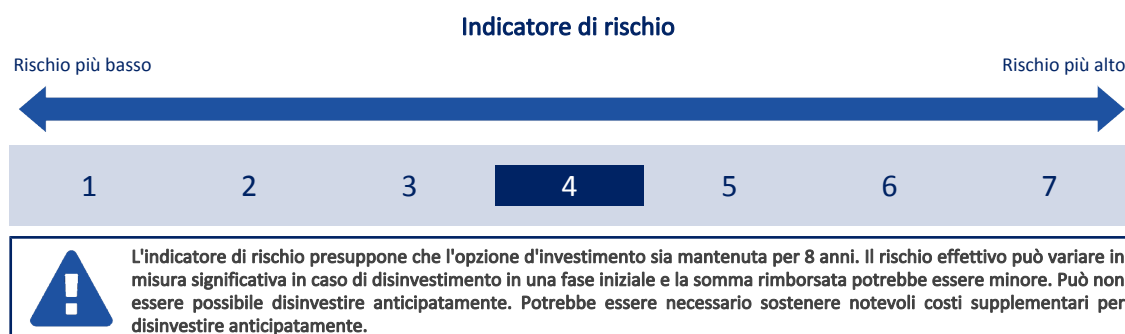 Indicatore di rischio
Rischio più basso
Rischio più alto
1 2 3 4 5 6 7
L'indicatore di rischio presuppone che l'opzione d'investimento sia mantenuta per 8 anni. Il rischio effettivo può variare in
misura significativa in caso di disinvestimento in una fase iniziale e la somma rimborsata potrebbe essere minore. Può non
essere possibile disinvestire anticipatamente. Potrebbe essere necessario sostenere notevoli costi supplementari per
disinvestire anticipatamente.